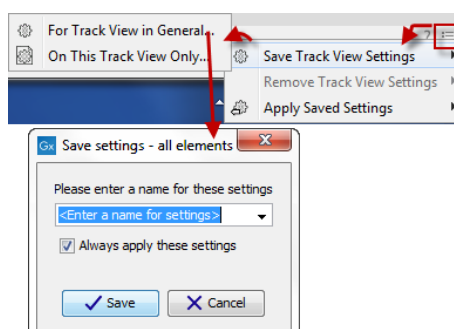 For Track View in General...
On This Track View Only...
?
Save Track View Settings
Remove Track View Settings
Apply Saved Settings
Gx Save settings - all elements
Please enter a name for these settings
<Enter a name for settings>
Always apply these settings
Save Cancel